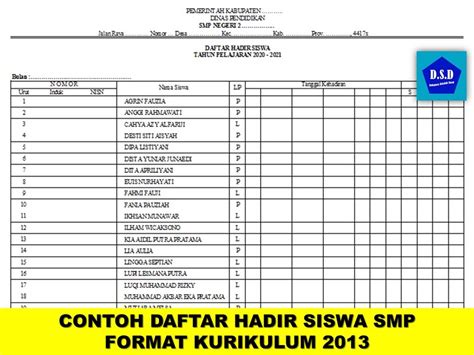 PEMERINTAH KABUPATEN
DINAS PENDIDIKAN
SMP NEGERI 2
Jalan Raya Nomor Desa Kec. Kab. Prov. 4417x
DAFTAR HADIR SISWA
TAHUN PELAJARAN 2020 - 2021
D.S.D
Bulan :
NOMOR Nama Siswa LP Tanggal Kehadiran
Urut Induk NISN S
1 AGRIN FAUZIA P
2 ANGGI RAHMAWATI P
3 CAHYA AZY ALFARIJI L
4 DESTI SITI AISYAH P
5 DIPA LISTIYANI P
6 DISTA YUNIAR JUNAEDI P
7 DITA APRILIYANI P
8 EUIS NURHAYATI P
9 FAHMI FAHRIJI L
10 FANIA PAUZIAH P
11 IKHSAN MUNAWAR L
12 ILHAM WICAKSONO L
13 KIA AIDIL PUTRA PRATAMA L
14 LIA AULIA P
15 LINGGA SEPTIAN L
16 LUPI LESMANA PUTRA L
17 LUQI MUHAMMAD RIZKY L
18 MUHAMMAD AKBAR EKA PRATAMA L
CONTOH DAFTAR HADIR SISWA SMP
FORMAT KURIKULUM 2013